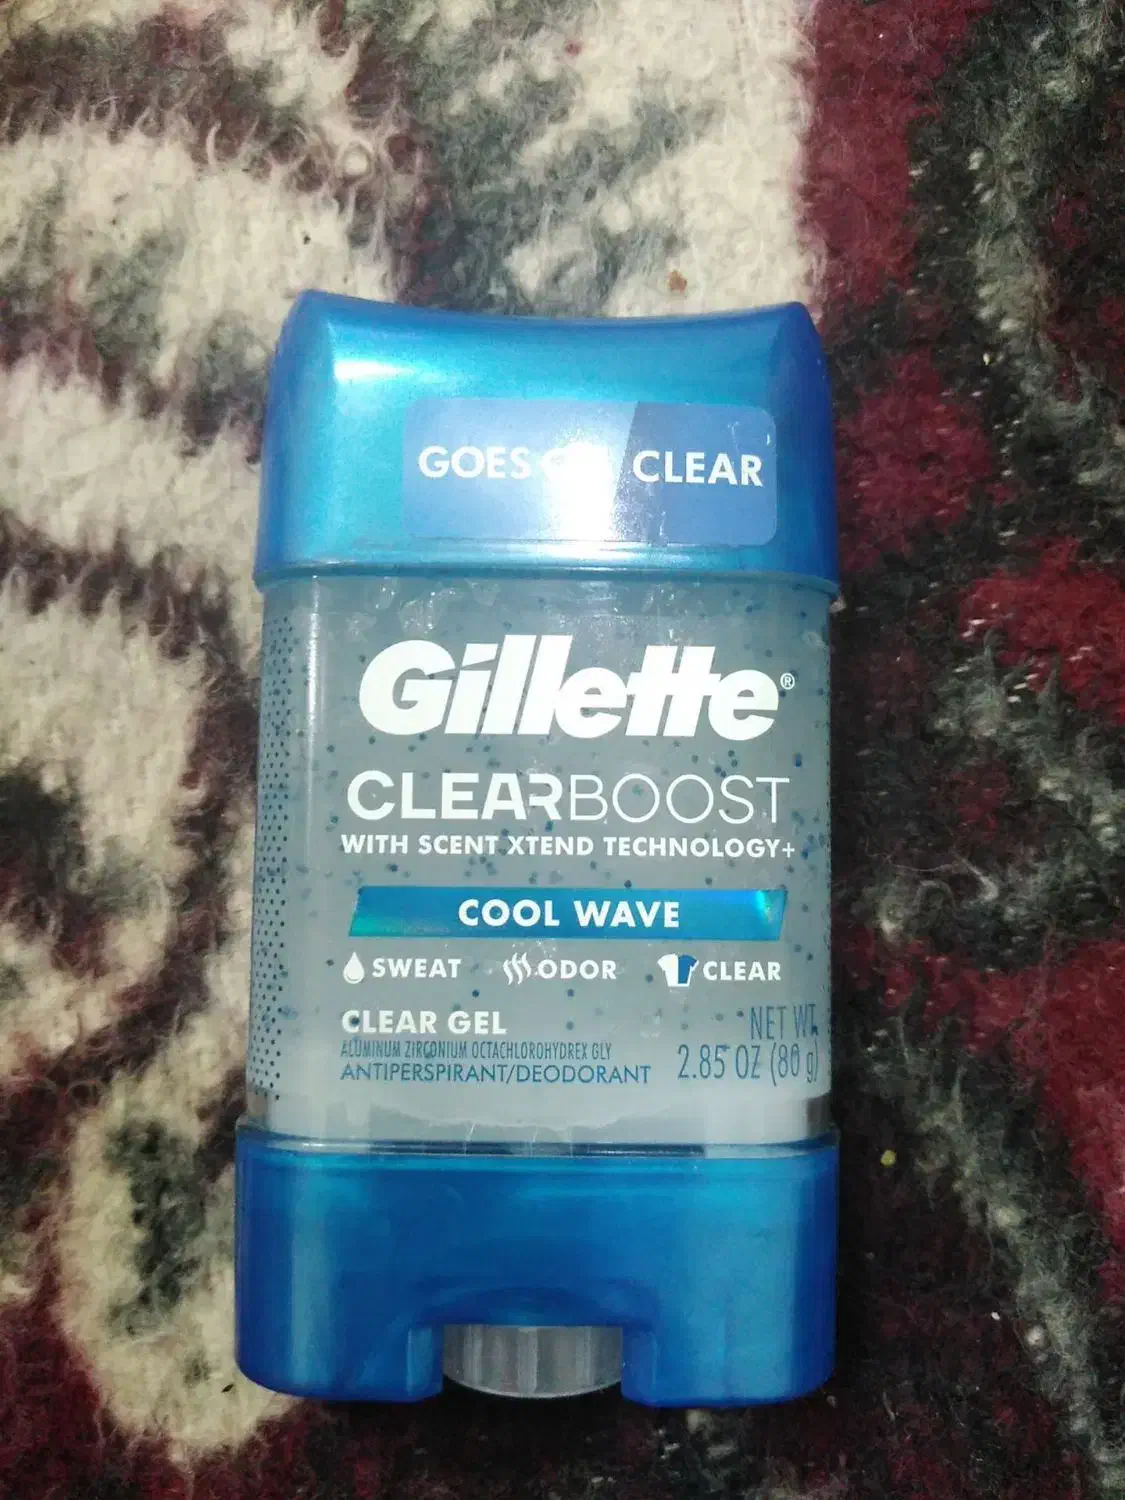 GOES CLEAR
Gillette®
CLEARBOOST
WITH SCENT XTEND TECHNOLOGY+
COOL WAVE
SWEAT ODOR CLEAR
CLEAR GEL
ALUMINUM ZIRCONIUM OCTACHLOROHYDREX GLY
ANTIPERSPIRANT/DEODORANT
NET WT.
2.85 OZ (80 g)